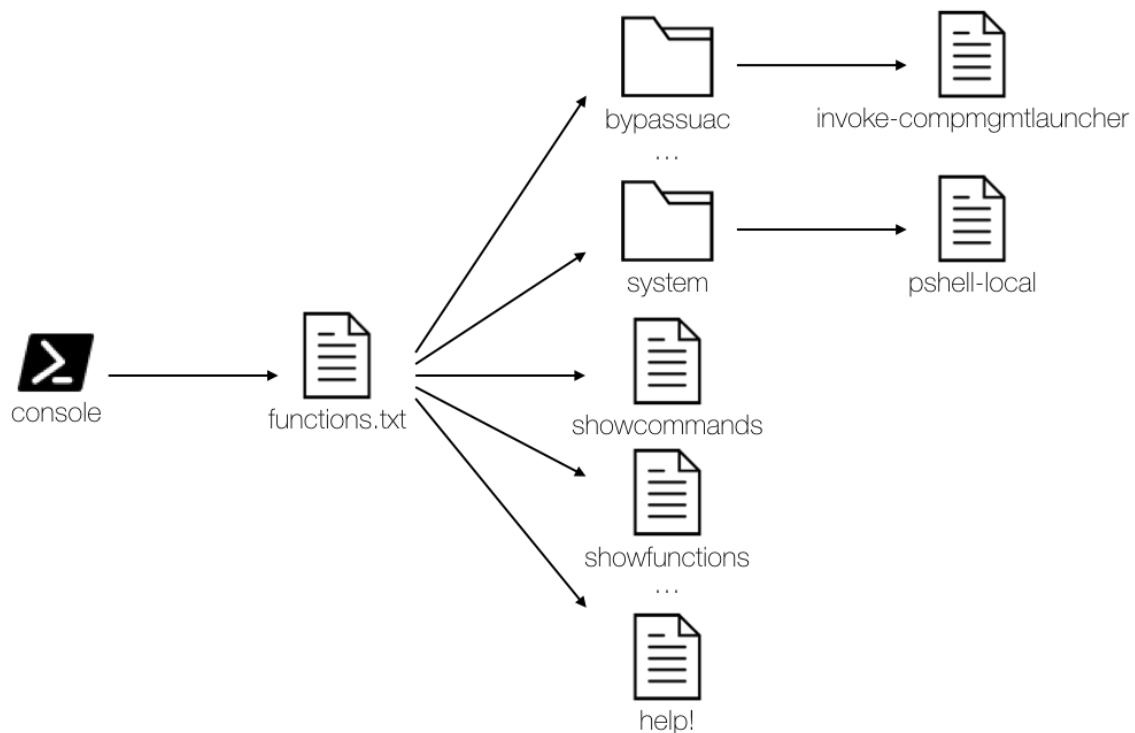 bypassuac
invoke-compmgmtlauncher
...
system
pshell-local
console
functions.txt
showcommands
showfunctions
...
help!